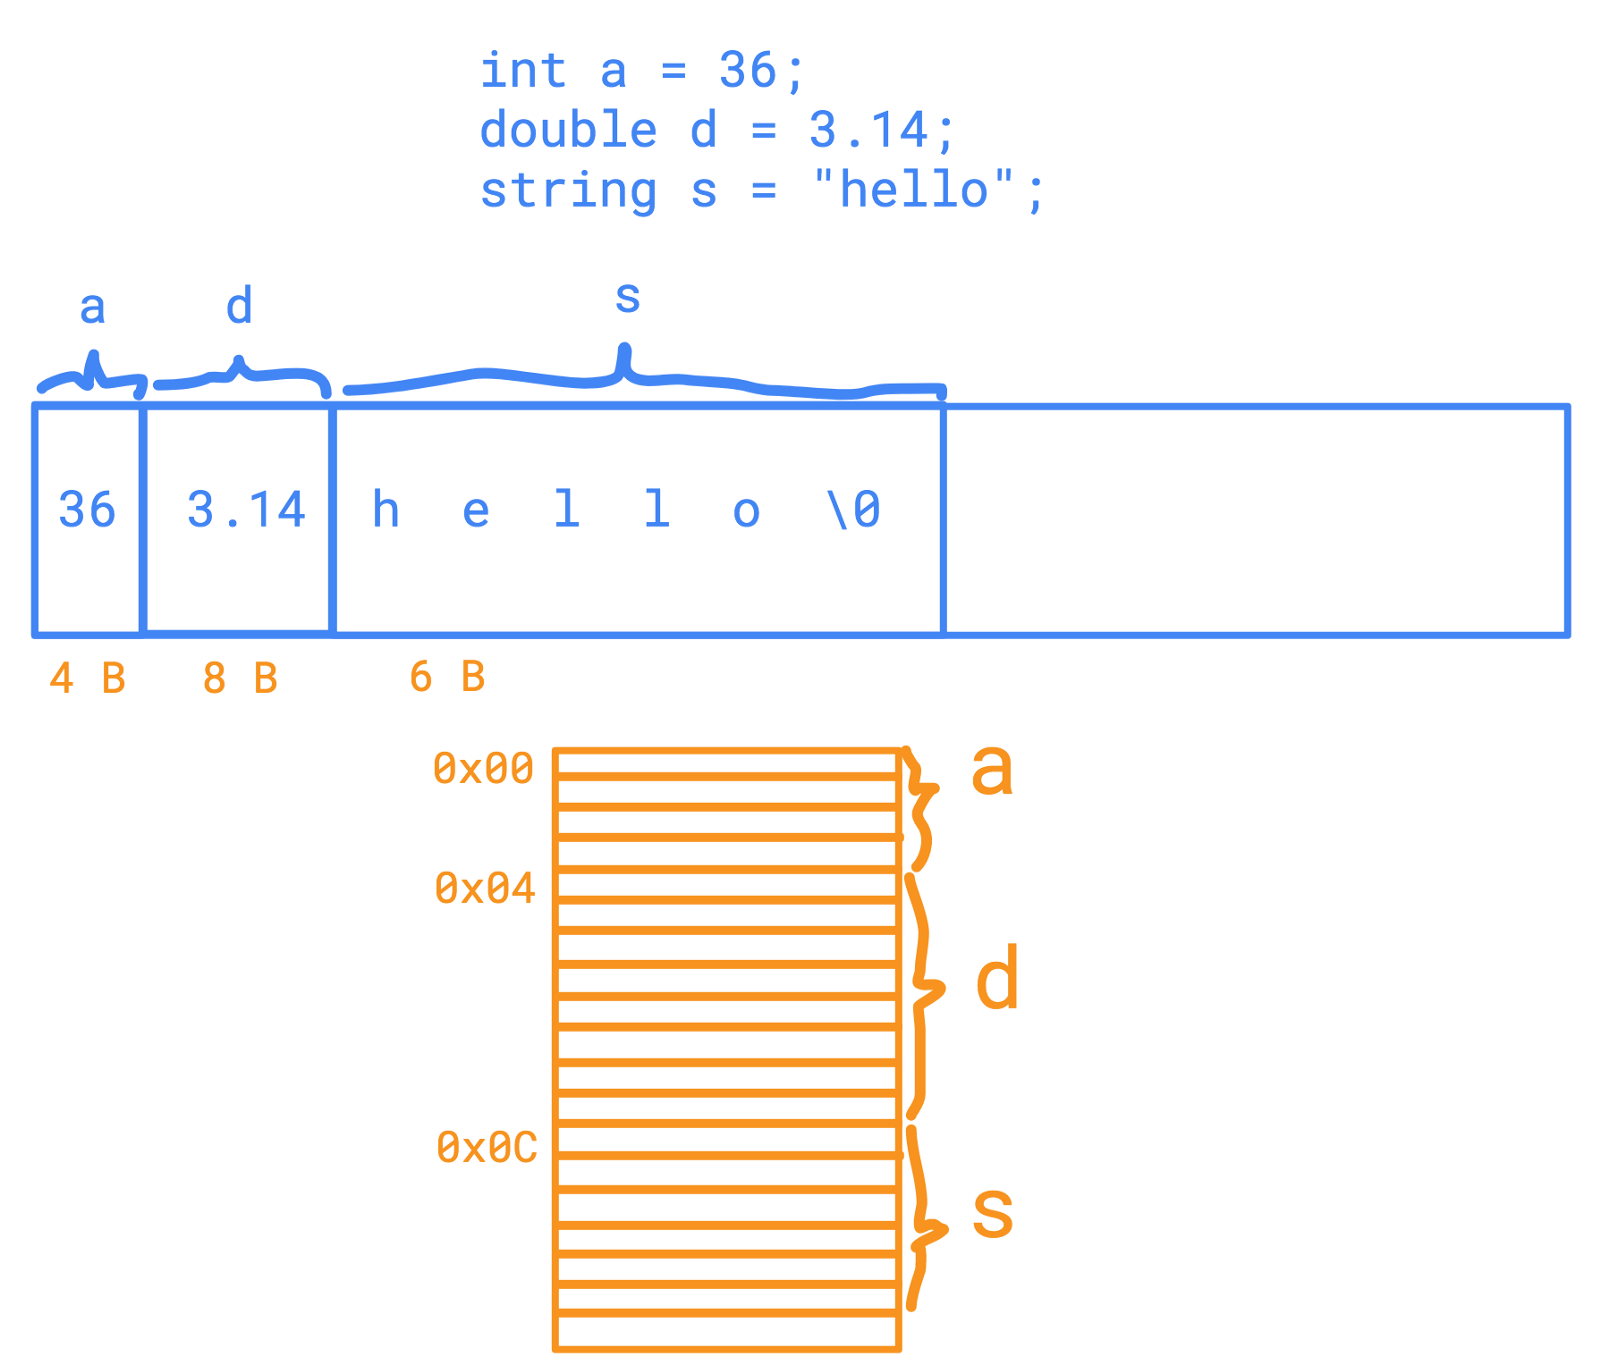 int a = 36;
double d = 3.14;
string s = "hello";
a d s
36 3.14 h e l l o \0
4 B 8 B 6 B
0x00 a
0x04
d
0x0C
s